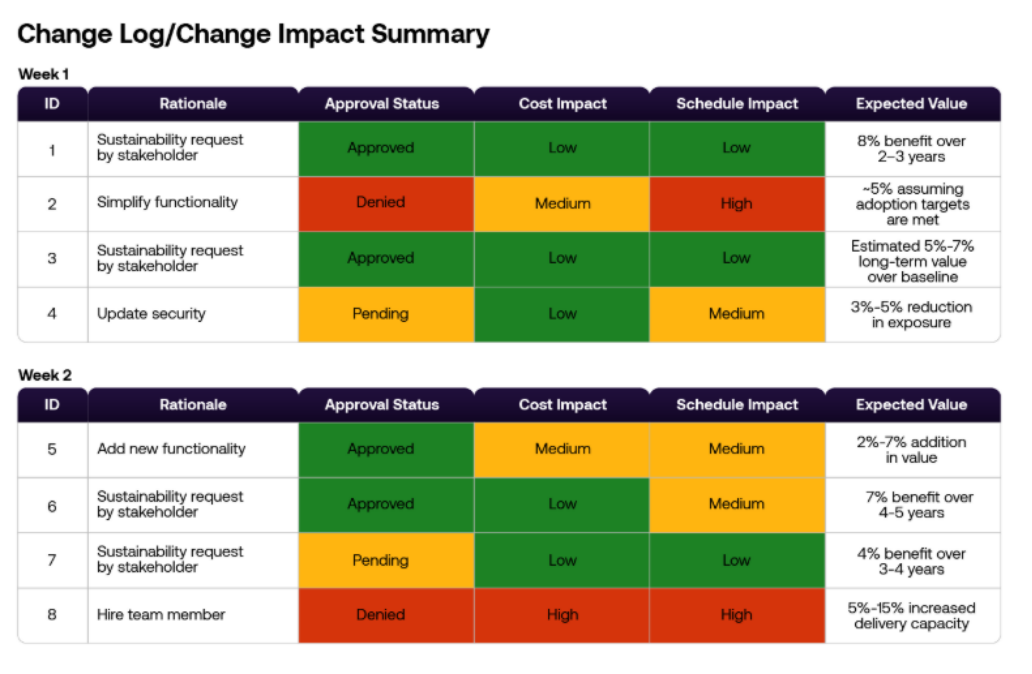 Change Log/Change Impact Summary
Week 1
ID Rationale Approval Status Cost Impact Schedule Impact Expected Value
1 Sustainability request by stakeholder Approved Low Low 8% benefit over 2–3 years
2 Simplify functionality Denied Medium High ~5% assuming adoption targets are met
3 Sustainability request by stakeholder Approved Low Low Estimated 5%-7% long-term value over baseline
4 Update security Pending Low Medium 3%-5% reduction in exposure
Week 2
ID Rationale Approval Status Cost Impact Schedule Impact Expected Value
5 Add new functionality Approved Medium Medium 2%-7% addition in value
6 Sustainability request by stakeholder Approved Low Medium 7% benefit over 4-5 years
7 Sustainability request by stakeholder Pending Low Low 4% benefit over 3-4 years
8 Hire team member Denied High High 5%-15% increased delivery capacity